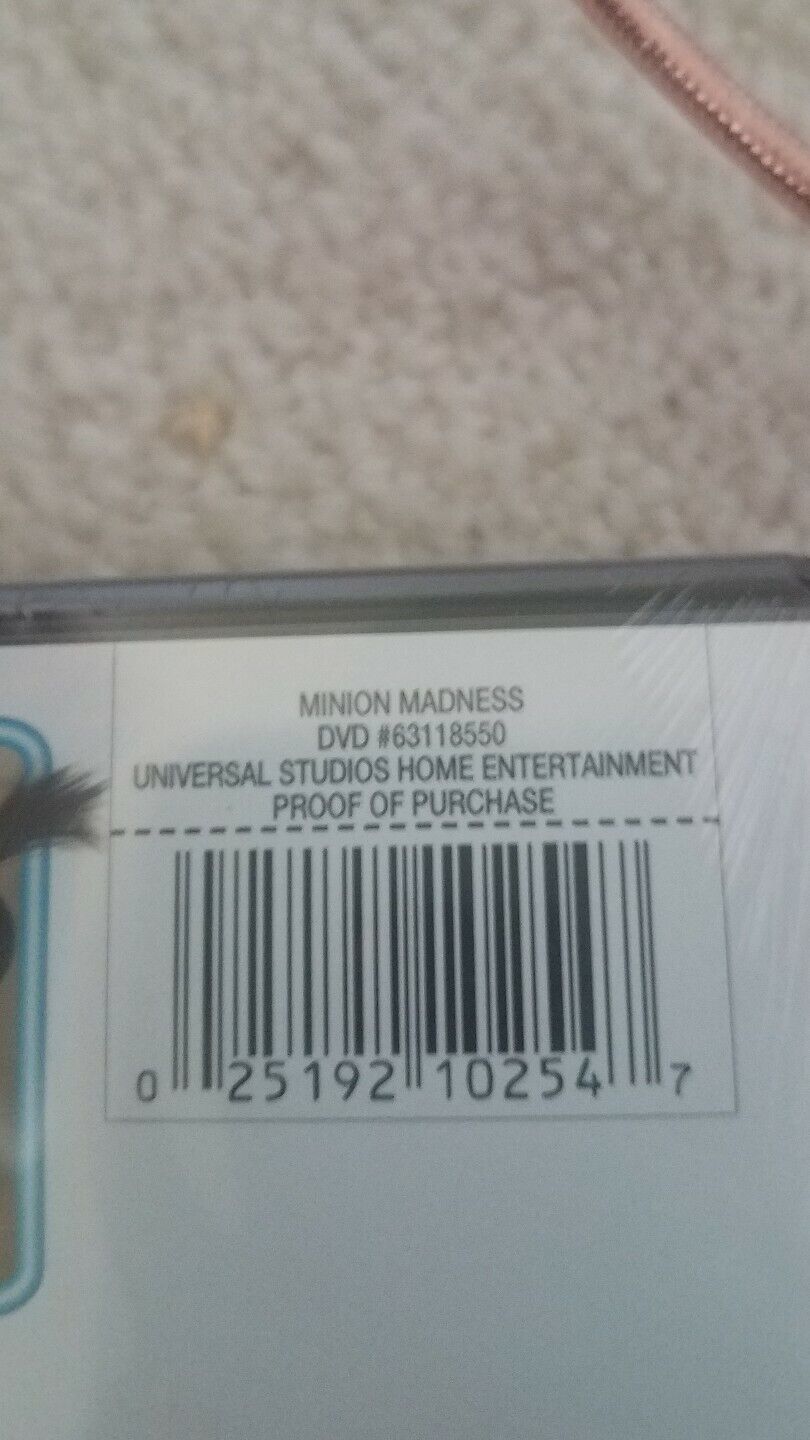 MINION MADNESS
DVD #63118550
UNIVERSAL STUDIOS HOME ENTERTAINMENT
PROOF OF PURCHASE
0 25192 10254 7